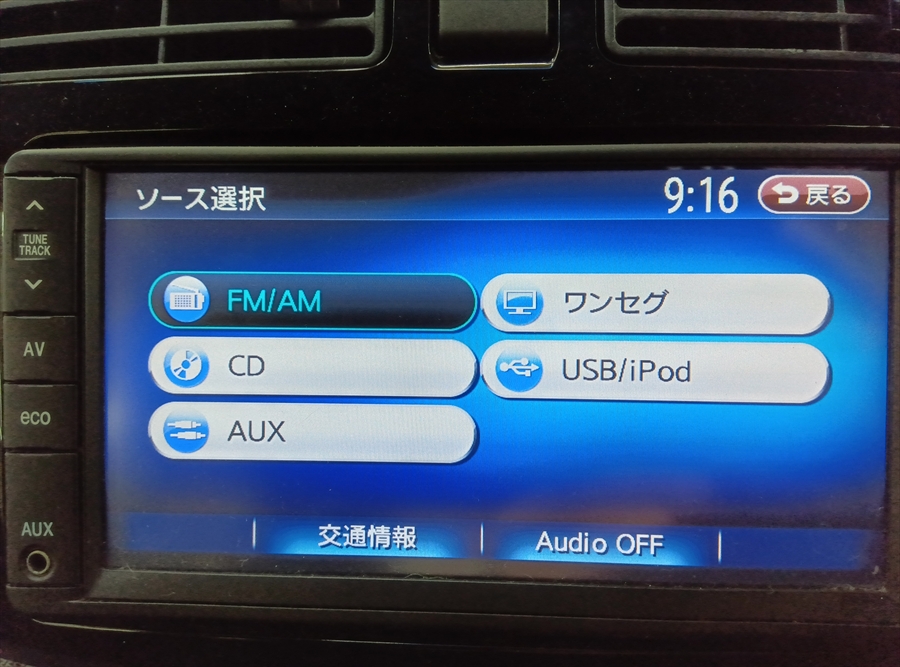 ソース選択
9:16
戻る
TUNE
TRACK
FM/AM
ワンセグ
AV
CD
USB/iPod
eco
AUX
AUX
交通情報
Audio OFF